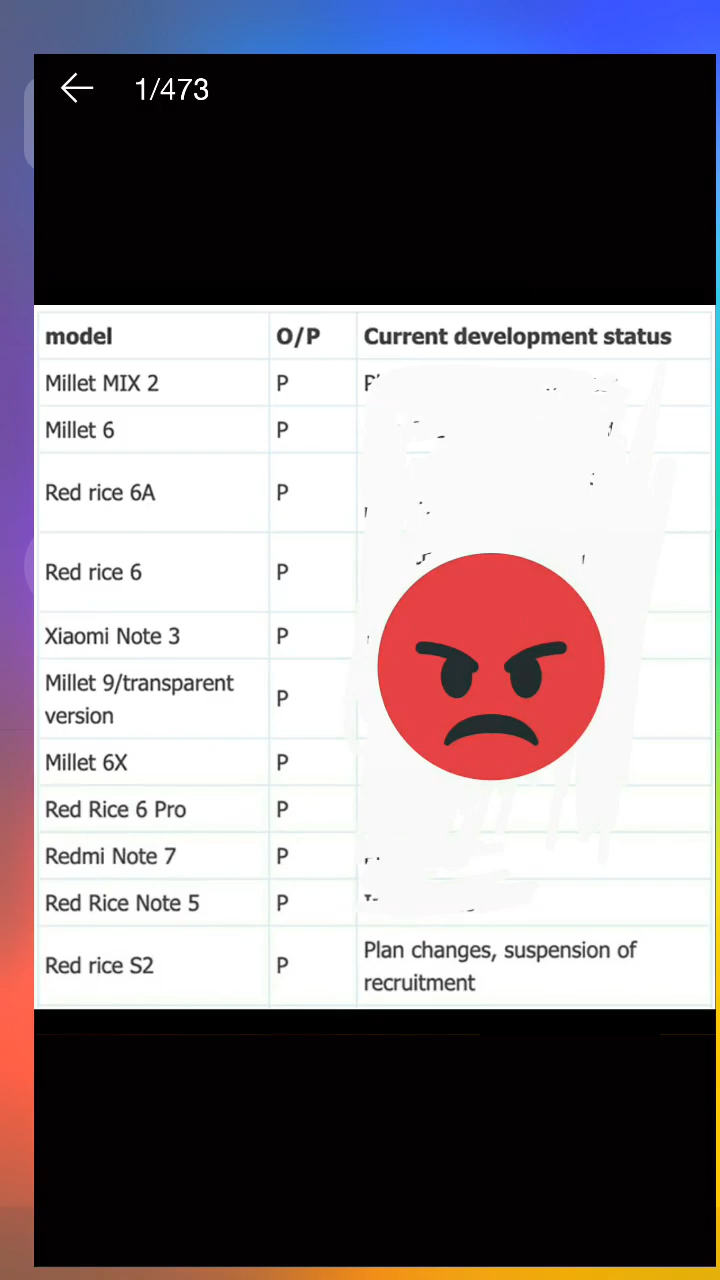 1/473
model O/P Current development status
Millet MIX 2 P
Millet 6 P
Red rice 6A P
Red rice 6 P
Xiaomi Note 3 P
Millet 9/transparent
version P
Millet 6X P
Red Rice 6 Pro P
Redmi Note 7 P
Red Rice Note 5 P
Red rice S2 P Plan changes, suspension of
recruitment